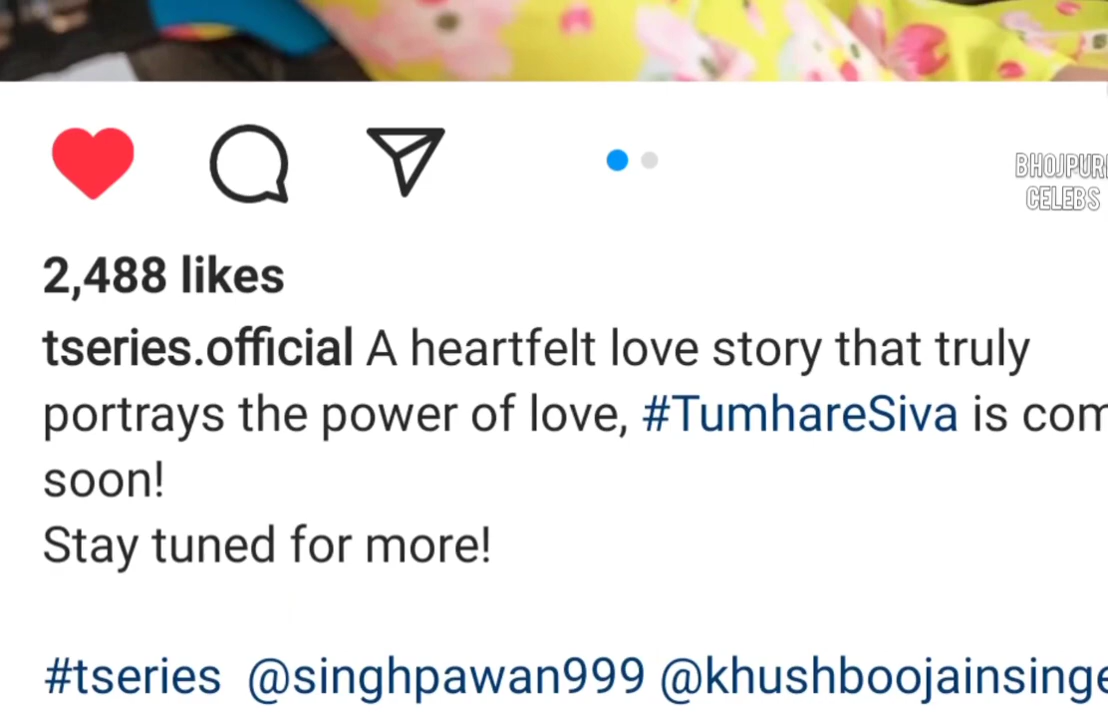 BHOJPURI
CELEBS
2,488 likes
tseries.official A heartfelt love story that truly
portrays the power of love, #TumhareSiva is com
soon!
Stay tuned for more!
#tseries @singhpawan999 @khushboojainsinge